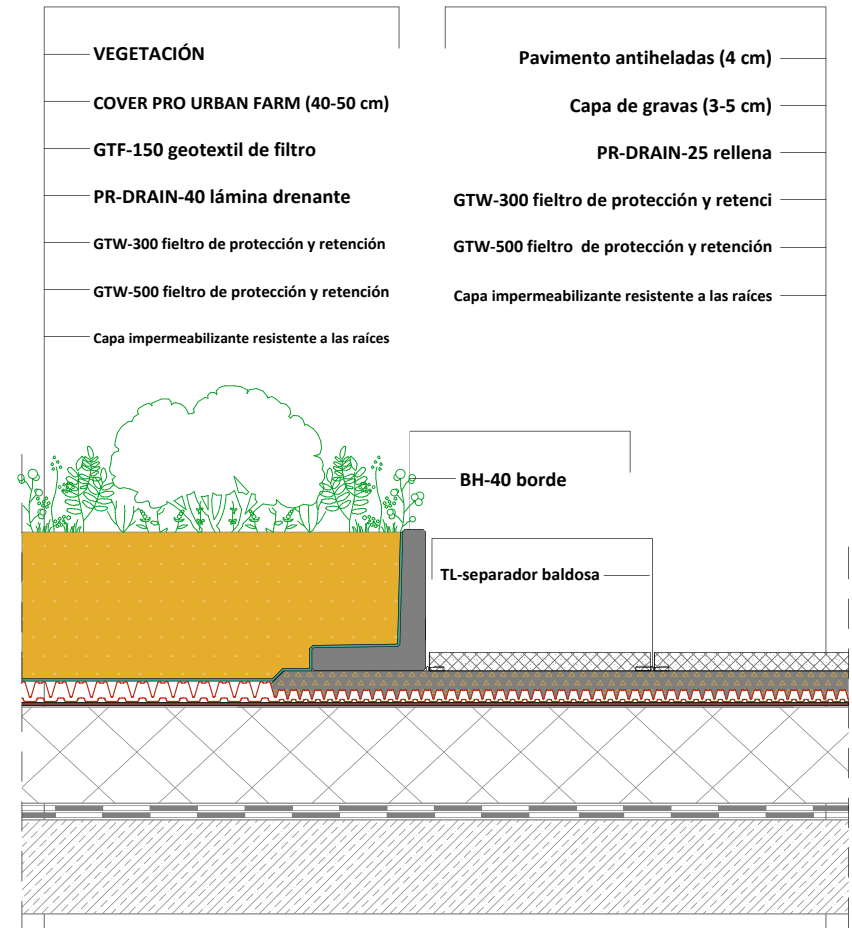 VEGETACIÓN
COVER PRO URBAN FARM (40-50 cm)
GTF-150 geotextil de filtro
PR-DRAIN-40 lámina drenante
GTW-300 fieltro de protección y retención
GTW-500 fieltro de protección y retención
Capa impermeabilizante resistente a las raíces
Pavimento antiheladas (4 cm)
Capa de gravas (3-5 cm)
PR-DRAIN-25 rellena
GTW-300 fieltro de protección y retenci
GTW-500 fieltro de protección y retención
Capa impermeabilizante resistente a las raíces
BH-40 borde
TL-separador baldosa